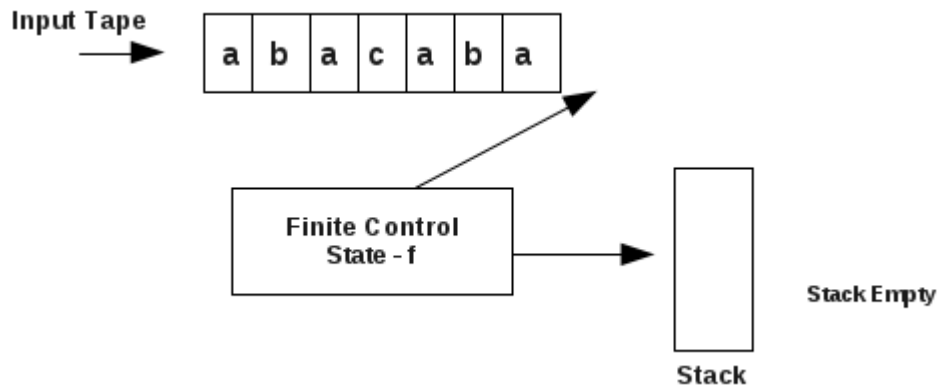 Input Tape
a b a c a b a
Finite Control
State - f
Stack Empty
Stack